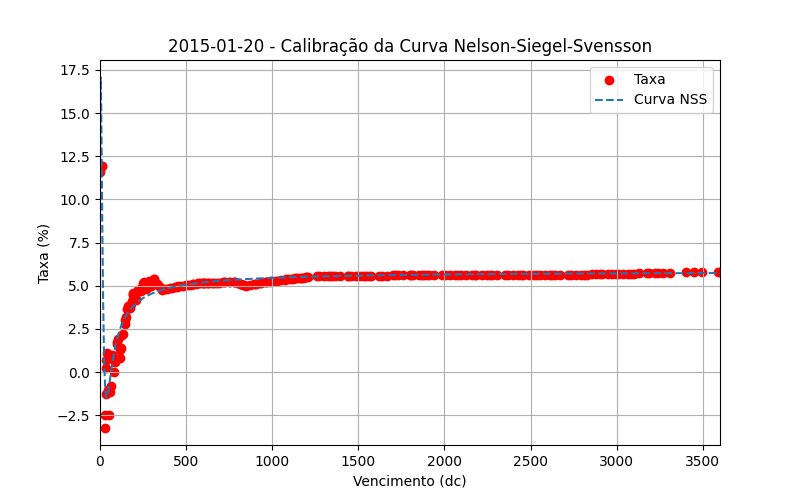 2015-01-20 - Calibração da Curva Nelson-Siegel-Svensson
17.5
15.0
12.5
10.0
7.5
5.0
2.5
0.0
−2.5
Taxa (%)
Taxa
Curva NSS
0 500 1000 1500 2000 2500 3000 3500
Vencimento (dc)